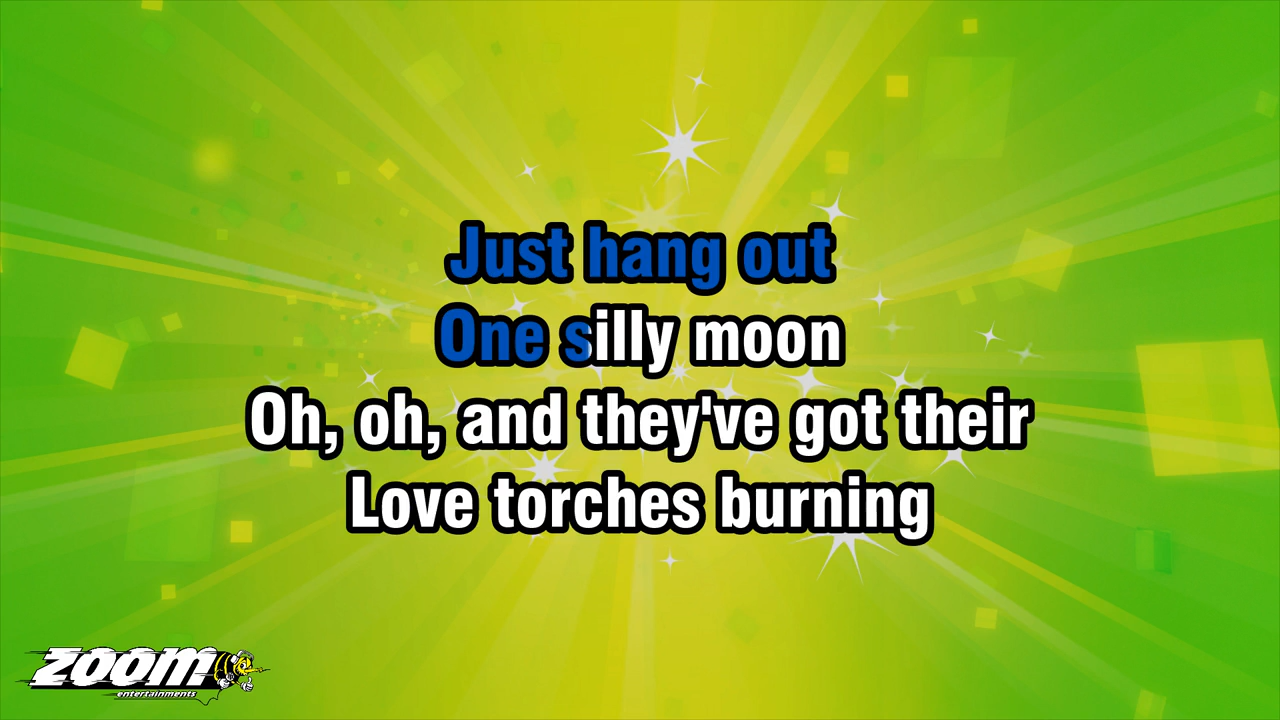 Just hang out
One silly moon
Oh, oh, and they've got their
Love torches burning
zoom
entertainments